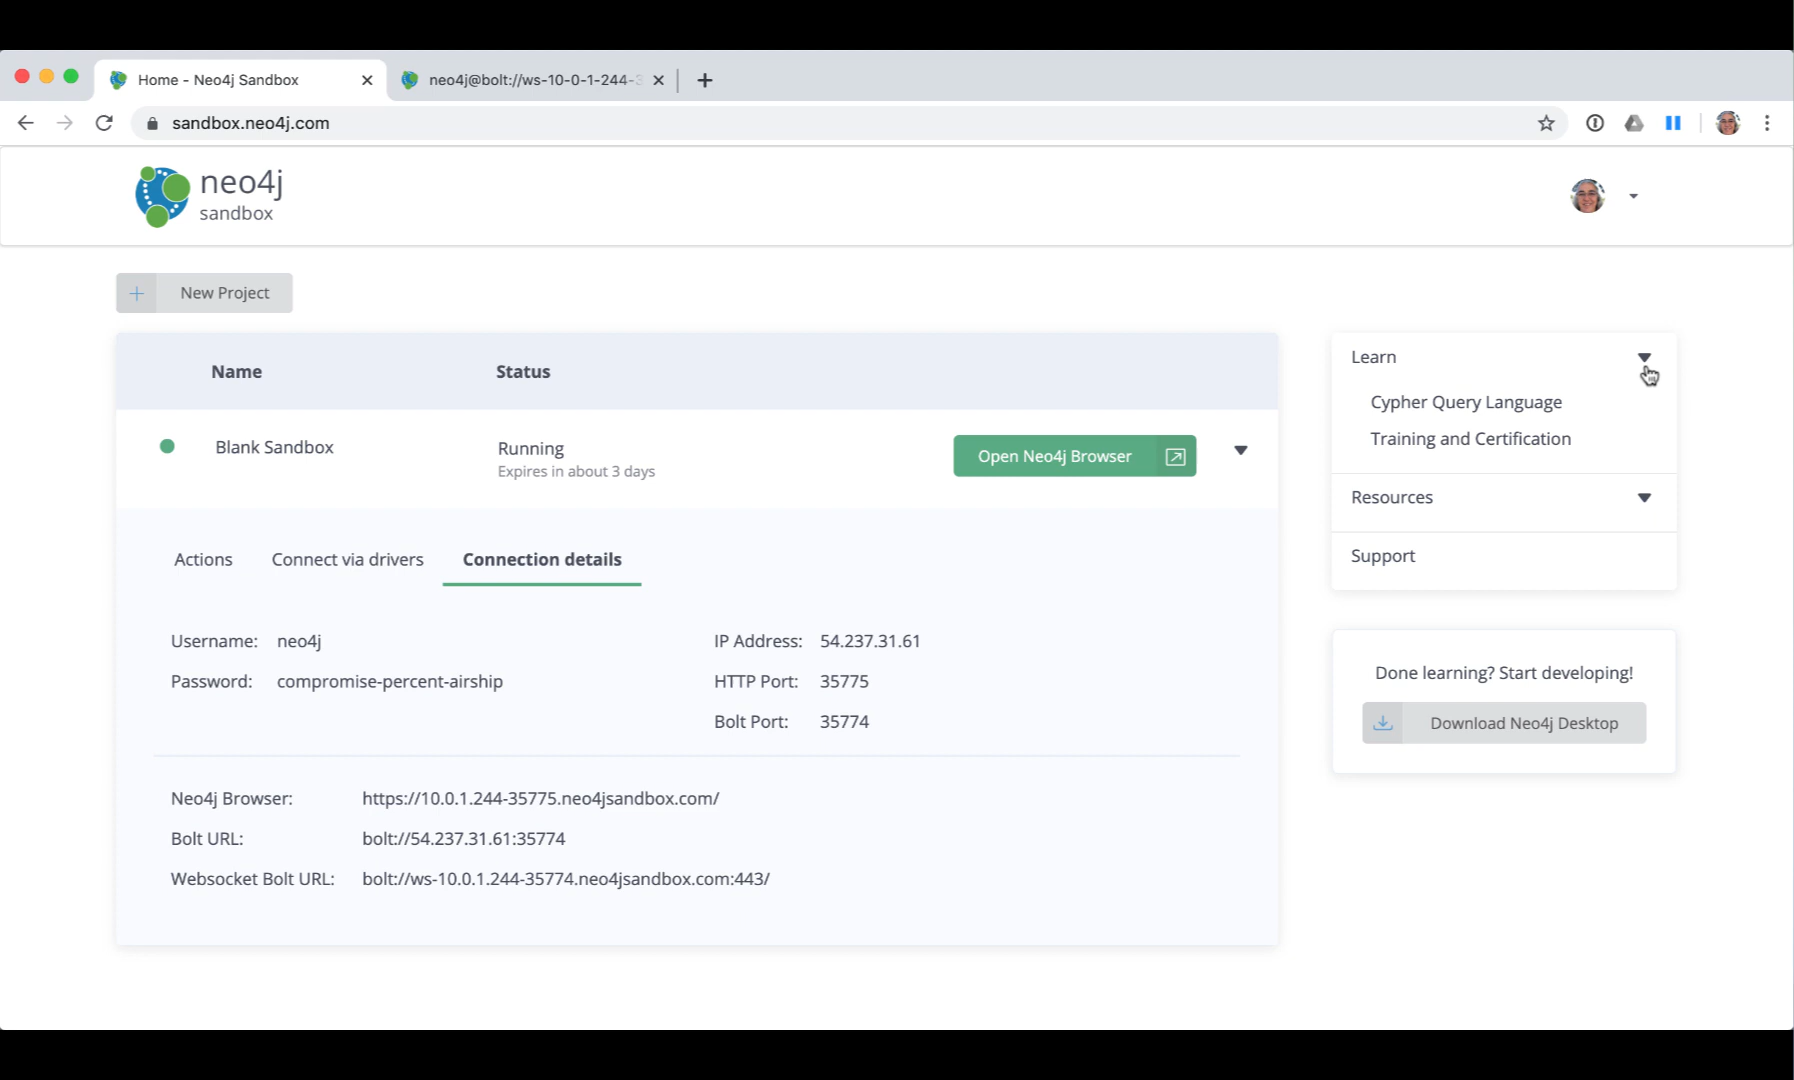 Home - Neo4j Sandbox
neo4j@bolt://ws-10-0-1-244-3
sandbox.neo4j.com
neo4j
sandbox
New Project
Name Status
Blank Sandbox
Running
Expires in about 3 days
Open Neo4j Browser
Actions Connect via drivers Connection details
Username: neo4j
Password: compromise-percent-airship
IP Address: 54.237.31.61
HTTP Port: 35775
Bolt Port: 35774
Neo4j Browser: https://10.0.1.244-35775.neo4jsandbox.com/
Bolt URL: bolt://54.237.31.61:35774
Websocket Bolt URL: bolt://ws-10.0.1.244-35774.neo4jsandbox.com:443/
Learn
Cypher Query Language
Training and Certification
Resources
Support
Done learning? Start developing!
Download Neo4j Desktop